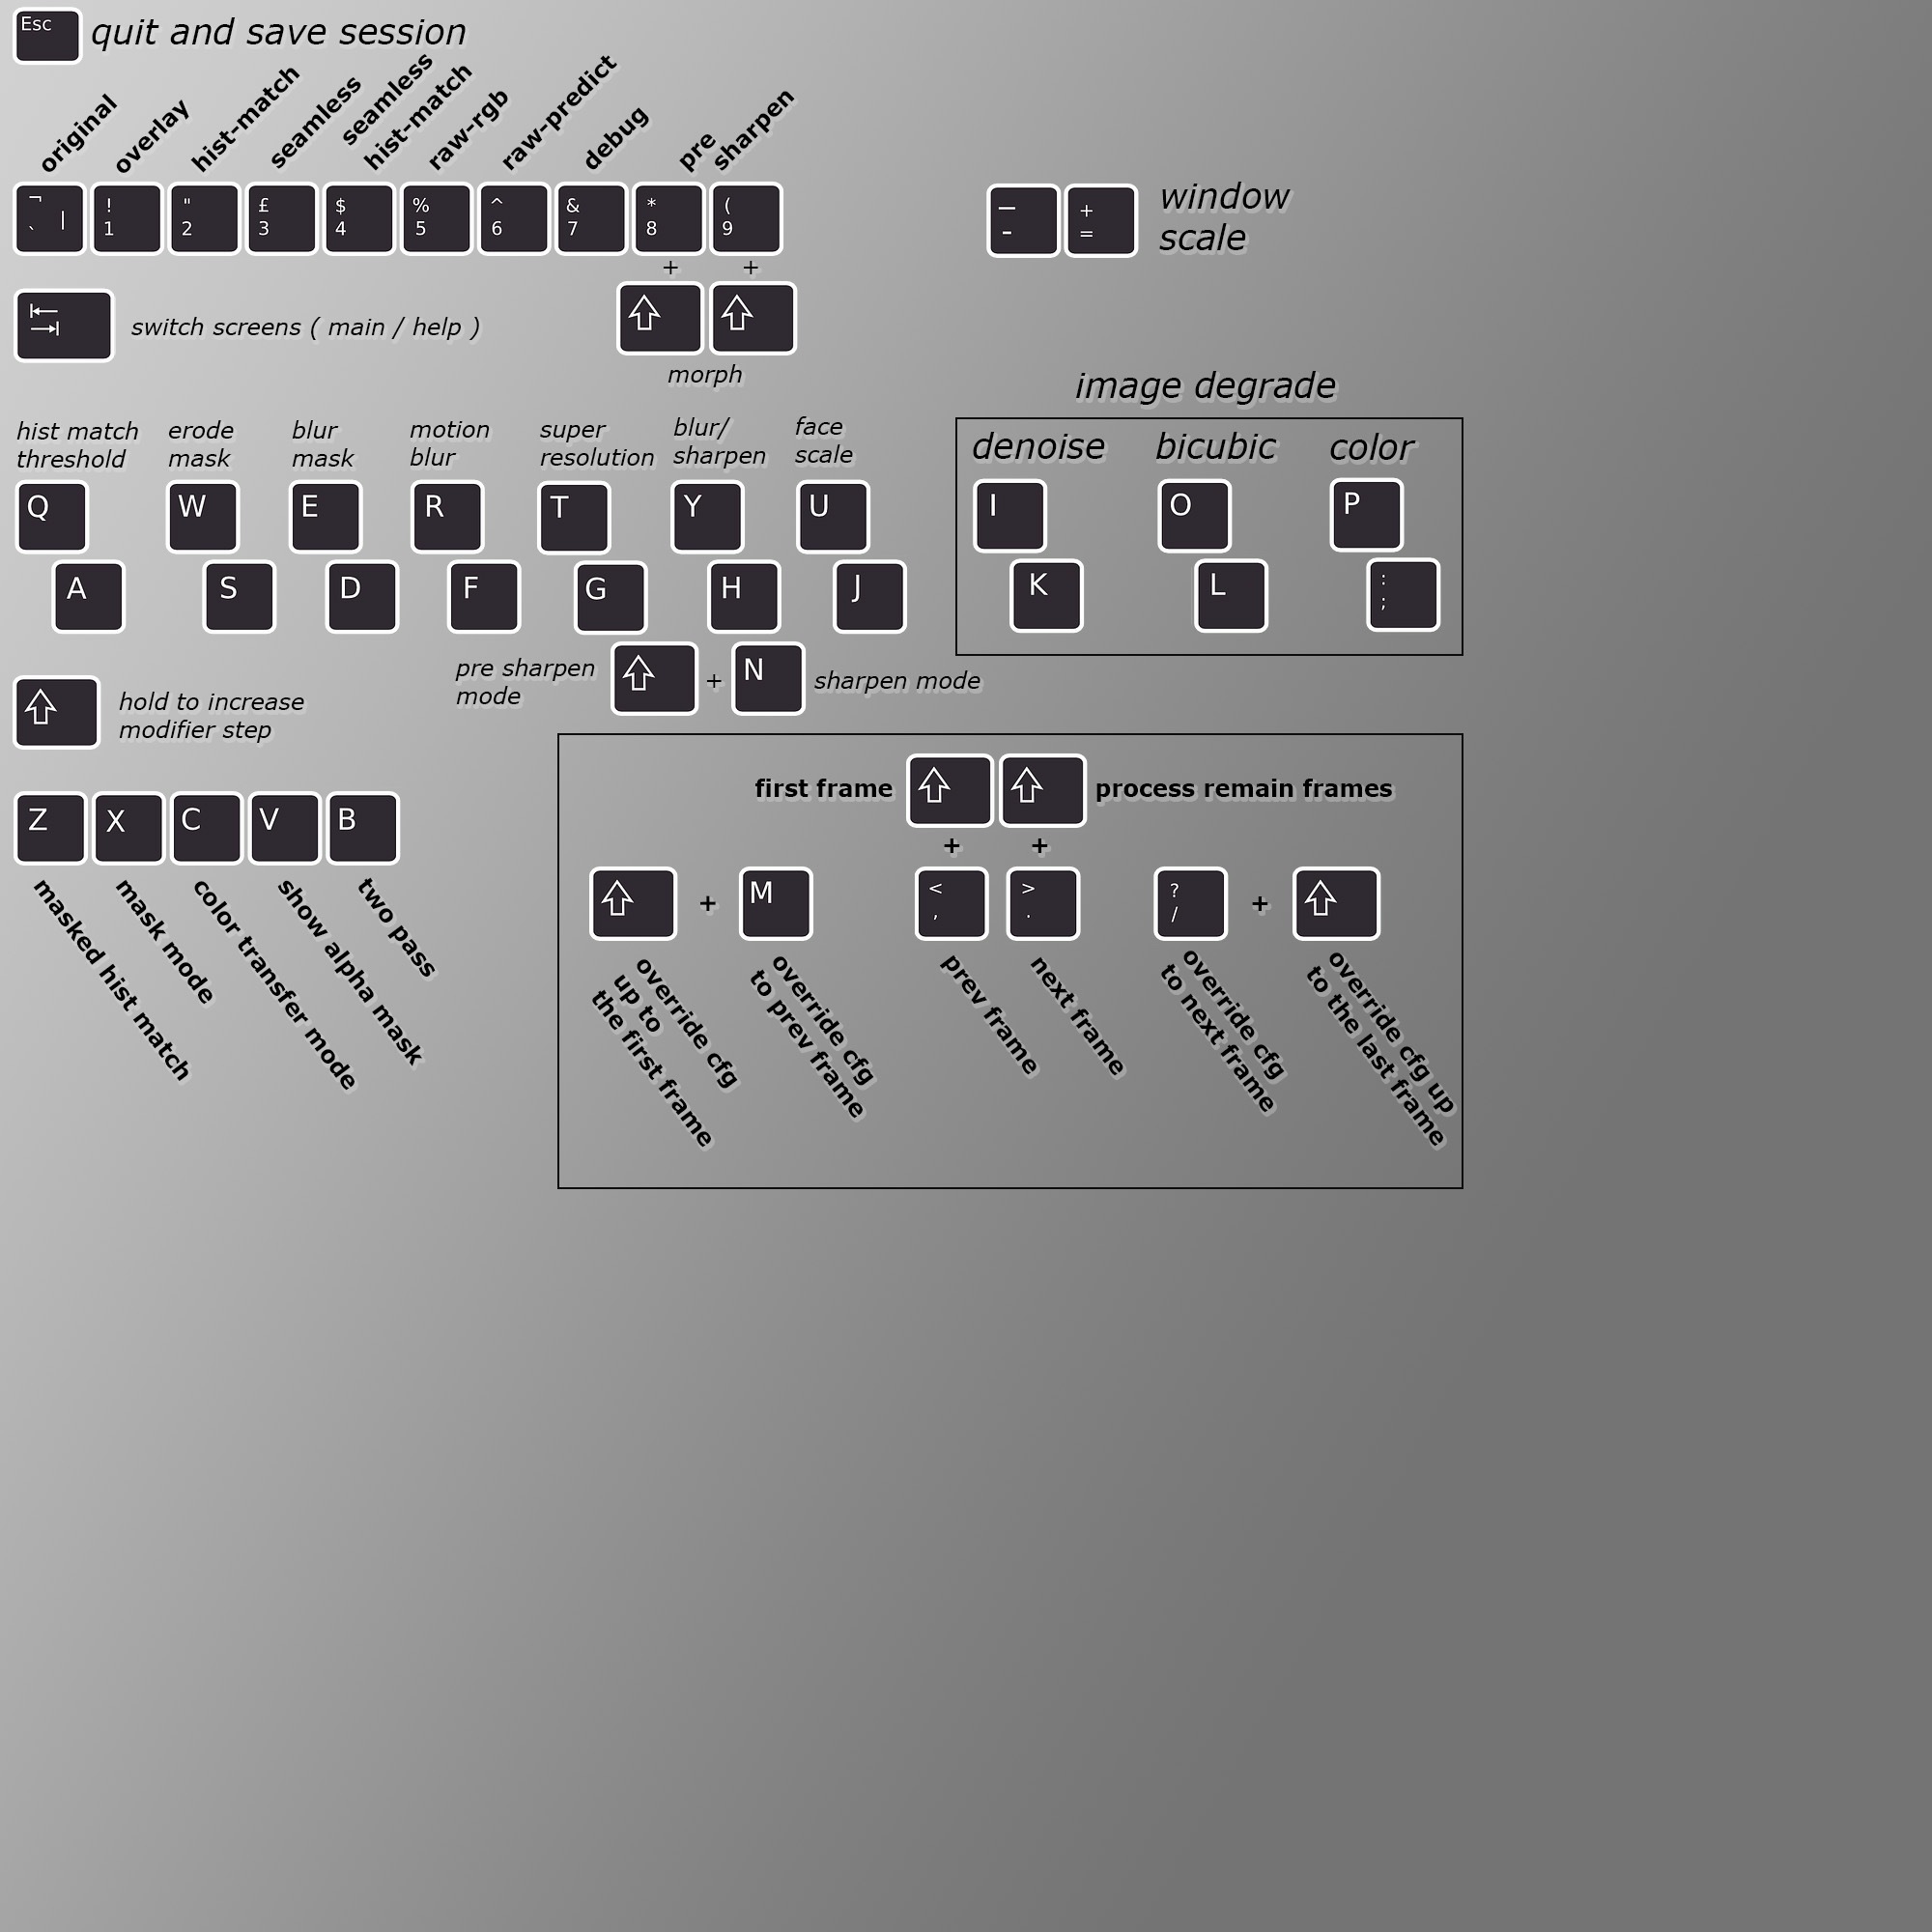 Esc quit and save session
original
overlay
hist-match
seamless
seamless
hist-match
raw-rgb
raw-predict
debug
pre
sharpen
¬ ` |
! 1
" 2
£ 3
$ 4
% 5
^ 6
& 7
* 8
( 9
— -
+ =
window
scale
+ +
switch screens ( main / help )
morph
image degrade
hist match
threshold
erode
mask
blur
mask
motion
blur
super
resolution
blur/
sharpen
face
scale
denoise bicubic color
Q W E R T Y U I O P
A S D F G H J K L : ;
pre sharpen
mode
+ N sharpen mode
hold to increase
modifier step
first frame
process remain frames
+ +
Z X C V B
+ M
< ,
> .
? /
+
masked hist match
mask mode
color transfer mode
show alpha mask
two pass
override cfg
up to
the first frame
override cfg
to prev frame
prev frame
next frame
override cfg
to next frame
override cfg up
to the last frame